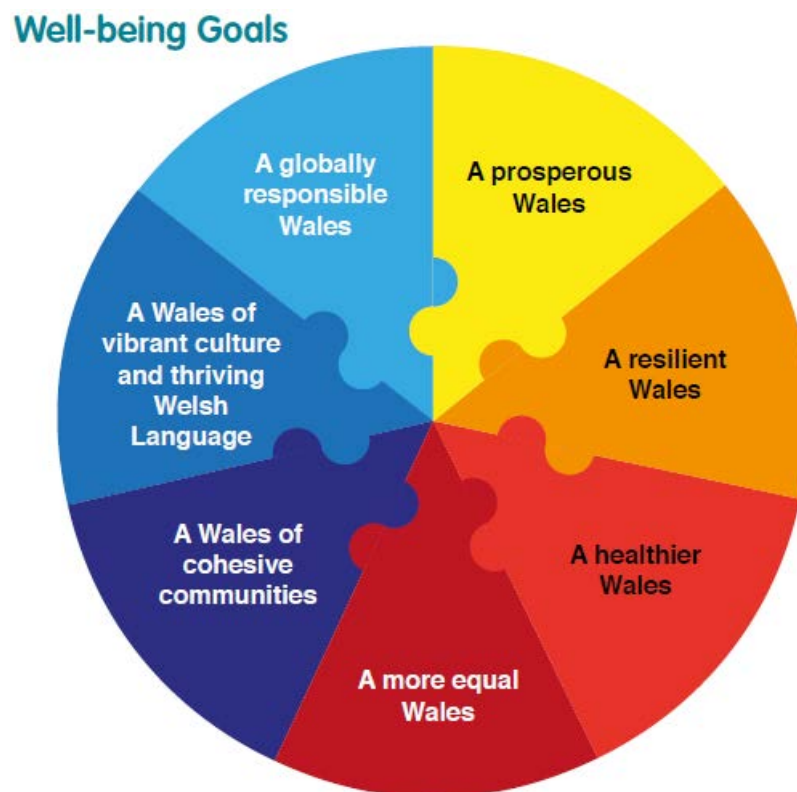 Well-being Goals
A prosperous
Wales
A resilient
Wales
A healthier
Wales
A more equal
Wales
A Wales of
cohesive
communities
A Wales of
vibrant culture
and thriving
Welsh
Language
A globally
responsible
Wales